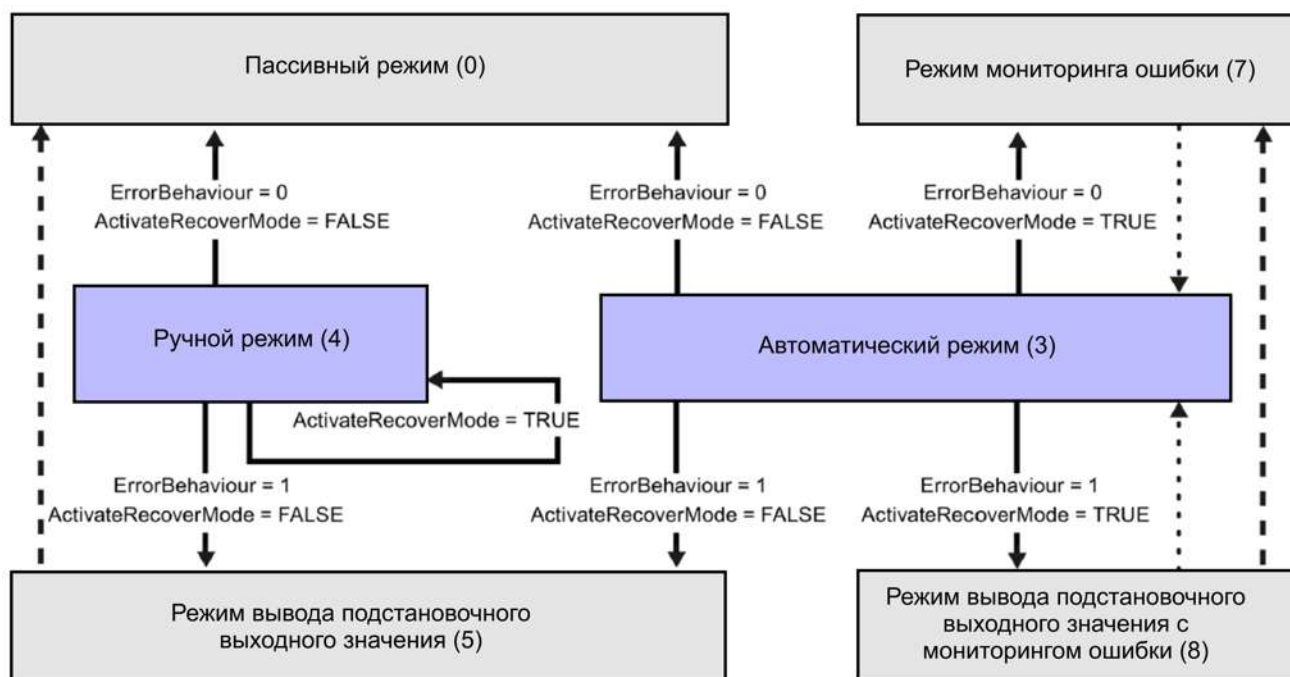 Пассивный режим (0)
Режим мониторинга ошибки (7)
ErrorBehaviour = 0
ActivateRecoverMode = FALSE
ErrorBehaviour = 0
ActivateRecoverMode = FALSE
ErrorBehaviour = 0
ActivateRecoverMode = TRUE
Ручной режим (4)
Автоматический режим (3)
ActivateRecoverMode = TRUE
ErrorBehaviour = 1
ActivateRecoverMode = FALSE
ErrorBehaviour = 1
ActivateRecoverMode = FALSE
ErrorBehaviour = 1
ActivateRecoverMode = TRUE
Режим вывода подстановочного
выходного значения (5)
Режим вывода подстановочного
выходного значения с
мониторингом ошибки (8)